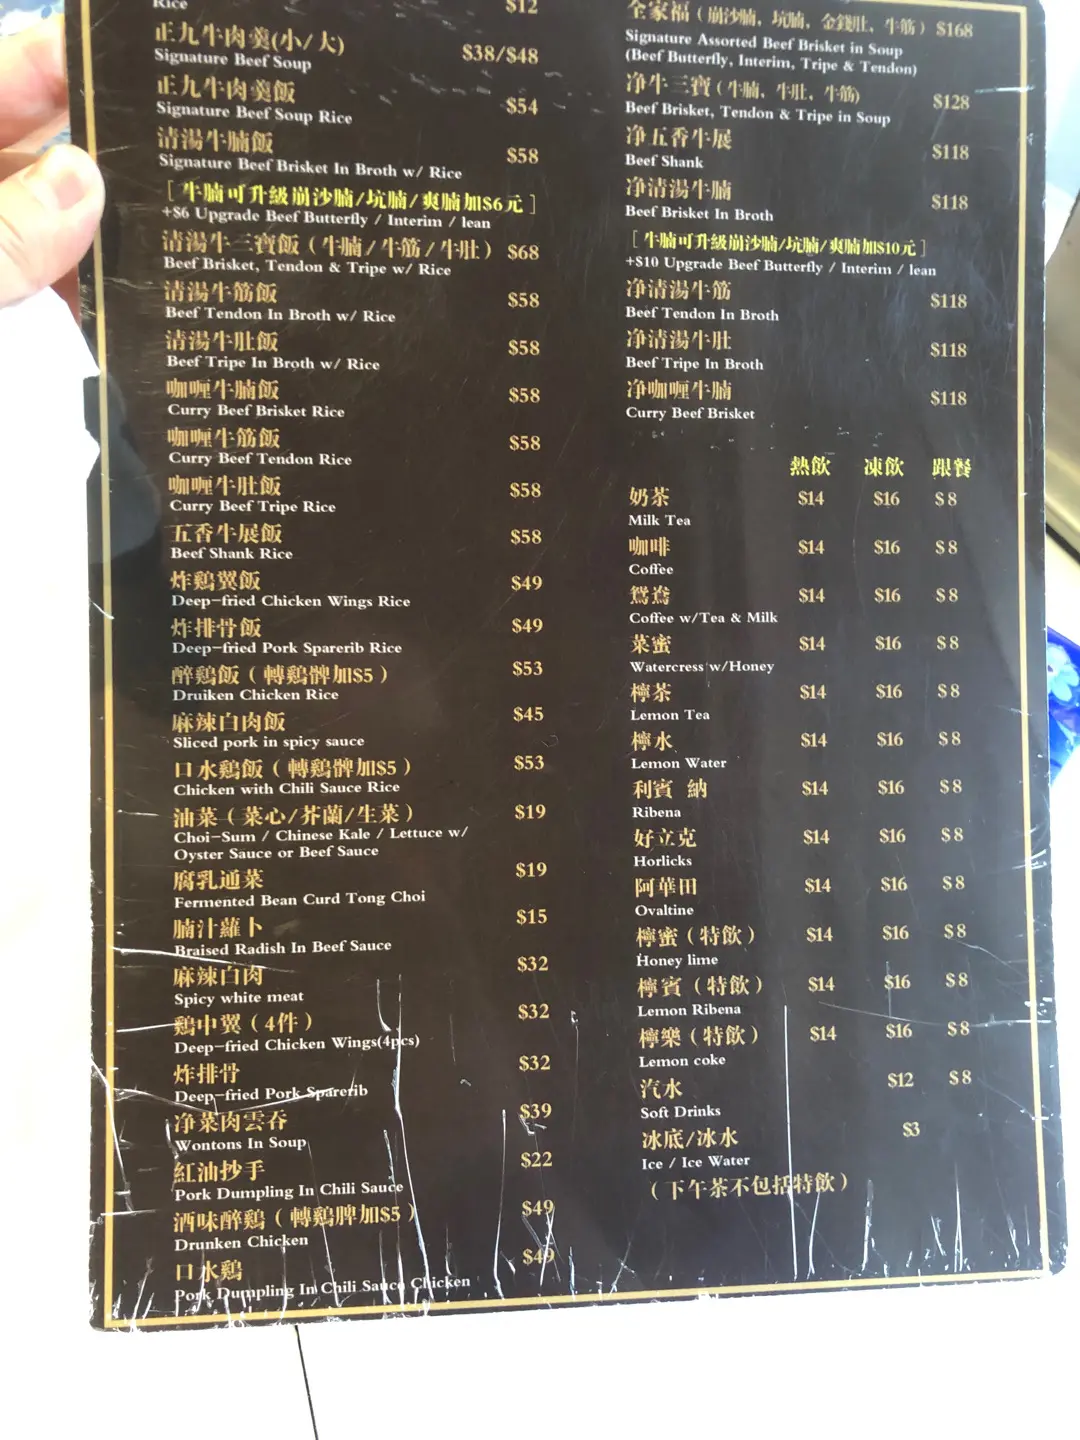 Rice $12
正九牛肉羹(小/大) $38/$48
Signature Beef Soup
正九牛肉羹飯 $54
Signature Beef Soup Rice
清湯牛腩飯 $58
Signature Beef Brisket In Broth w/ Rice
[ 牛腩可升級崩沙腩/坑腩/爽腩加$6元 ]
+$6 Upgrade Beef Butterfly / Interim / lean
清湯牛三寶飯 ( 牛腩/牛筋/牛肚 ) $68
Beef Brisket, Tendon & Tripe w/ Rice
清湯牛筋飯 $58
Beef Tendon In Broth w/ Rice
清湯牛肚飯 $58
Beef Tripe In Broth w/ Rice
咖喱牛腩飯 $58
Curry Beef Brisket Rice
咖喱牛筋飯 $58
Curry Beef Tendon Rice
咖喱牛肚飯 $58
Curry Beef Tripe Rice
五香牛展飯 $58
Beef Shank Rice
炸鷄翼飯 $49
Deep-fried Chicken Wings Rice
炸排骨飯 $49
Deep-fried Pork Sparerib Rice
醉鷄飯 ( 轉鷄髀加$5 ) $53
Druiken Chicken Rice
麻辣白肉飯 $45
Sliced pork in spicy sauce
口水鷄飯 ( 轉鷄髀加$5 ) $53
Chicken with Chili Sauce Rice
油菜 ( 菜心/芥蘭/生菜 ) $19
Choi-Sum / Chinese Kale / Lettuce w/
Oyster Sauce or Beef Sauce
腐乳通菜 $19
Fermented Bean Curd Tong Choi
腩汁蘿卜 $15
Braised Radish In Beef Sauce
麻辣白肉 $32
Spicy white meat
鷄中翼 ( 4件 ) $32
Deep-fried Chicken Wings(4pcs)
炸排骨 $32
Deep-fried Pork Sparerib
净菜肉雲吞 $39
Wontons In Soup
紅油抄手 $22
Pork Dumpling In Chili Sauce
酒味醉鷄 ( 轉鷄脾加$5 ) $49
Drunken Chicken
口水鷄 $49
Pork Dumpling In Chili Sauce Chicken
全家福 ( 崩沙腩, 坑腩, 金錢肚, 牛筋 ) $168
Signature Assorted Beef Brisket in Soup
(Beef Butterfly, Interim, Tripe & Tendon)
净牛三寶 ( 牛腩, 牛肚, 牛筋) $128
Beef Brisket, Tendon & Tripe in Soup
净五香牛展 $118
Beef Shank
净清湯牛腩 $118
Beef Brisket In Broth
[ 牛腩可升級崩沙腩/坑腩/爽腩加$10元 ]
+$10 Upgrade Beef Butterfly / Interim / lean
净清湯牛筋 $118
Beef Tendon In Broth
净清湯牛肚 $118
Beef Tripe In Broth
净咖喱牛腩 $118
Curry Beef Brisket
熱飲 凍飲 跟餐
奶茶 $14 $16 $8
Milk Tea
咖啡 $14 $16 $8
Coffee
鴛鴦 $14 $16 $8
Coffee w/Tea & Milk
菜蜜 $14 $16 $8
Watercress w/Honey
檸茶 $14 $16 $8
Lemon Tea
檸水 $14 $16 $8
Lemon Water
利賓 納 $14 $16 $8
Ribena
好立克 $14 $16 $8
Horlicks
阿華田 $14 $16 $8
Ovaltine
檸蜜 ( 特飲 ) $14 $16 $8
Honey lime
檸賓 ( 特飲 ) $14 $16 $8
Lemon Ribena
檸樂 ( 特飲 ) $14 $16 $8
Lemon coke
汽水 $12 $8
Soft Drinks
冰底/冰水 $3
Ice / Ice Water
( 下午茶不包括特飲 )